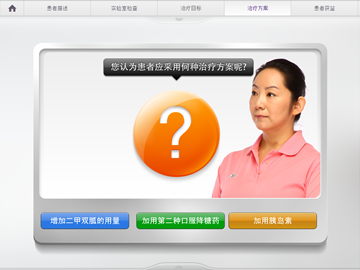 患者描述
实验室检查
治疗目标
治疗方案
患者获益
您认为患者应采用何种治疗方案呢?
?
增加二甲双胍的用量
加用第二种口服降糖药
加用胰岛素